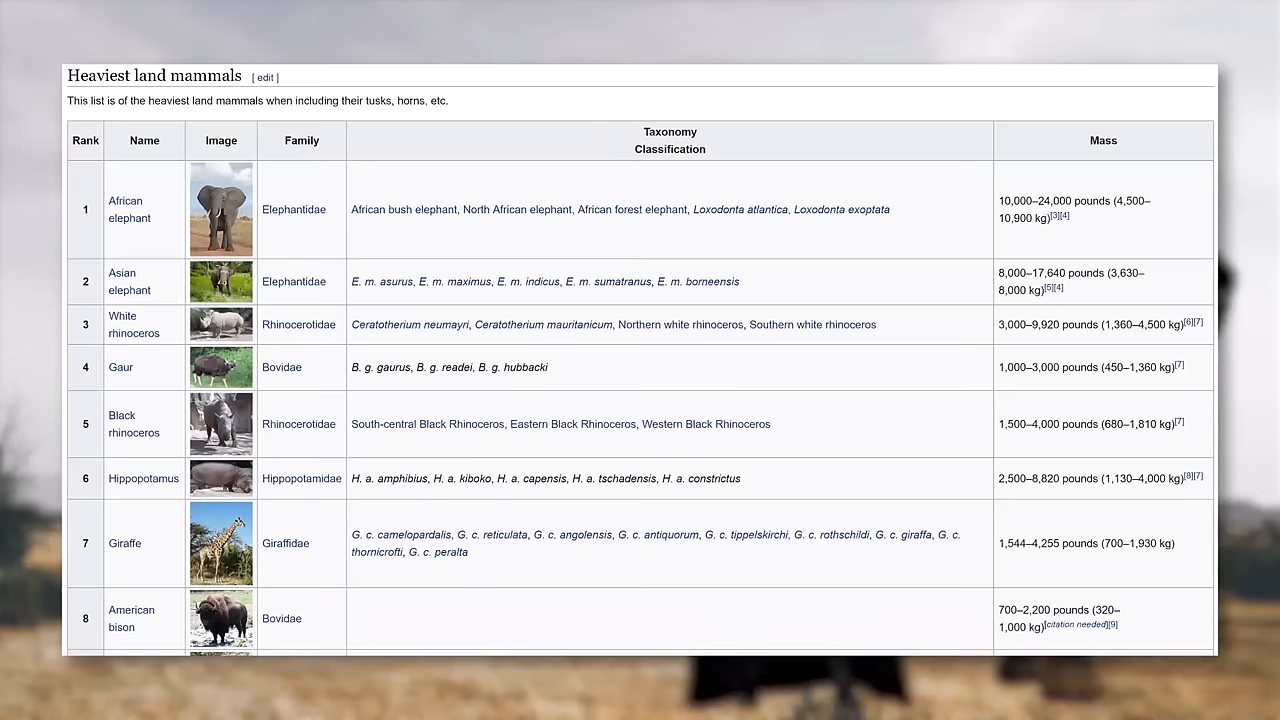 Heaviest land mammals [ edit ]
This list is of the heaviest land mammals when including their tusks, horns, etc.
Rank Name Image Family Taxonomy Classification Mass
1 African elephant Elephantidae African bush elephant, North African elephant, African forest elephant, Loxodonta atlantica, Loxodonta exoptata 10,000–24,000 pounds (4,500–10,900 kg)[3][4]
2 Asian elephant Elephantidae E. m. asurus, E. m. maximus, E. m. indicus, E. m. sumatranus, E. m. borneensis 8,000–17,640 pounds (3,630–8,000 kg)[5][4]
3 White rhinoceros Rhinocerotidae Ceratotherium neumayri, Ceratotherium mauritanicum, Northern white rhinoceros, Southern white rhinoceros 3,000–9,920 pounds (1,360–4,500 kg)[6][7]
4 Gaur Bovidae B. g. gaurus, B. g. readei, B. g. hubbacki 1,000–3,000 pounds (450–1,360 kg)[7]
5 Black rhinoceros Rhinocerotidae South-central Black Rhinoceros, Eastern Black Rhinoceros, Western Black Rhinoceros 1,500–4,000 pounds (680–1,810 kg)[7]
6 Hippopotamus Hippopotamidae H. a. amphibius, H. a. kiboko, H. a. capensis, H. a. tschadensis, H. a. constrictus 2,500–8,820 pounds (1,130–4,000 kg)[8][7]
7 Giraffe Giraffidae G. c. camelopardalis, G. c. reticulata, G. c. angolensis, G. c. antiquorum, G. c. tippelskirchi, G. c. rothschildi, G. c. giraffa, G. c. thornicrofti, G. c. peralta 1,544–4,255 pounds (700–1,930 kg)
8 American bison Bovidae 700–2,200 pounds (320–1,000 kg)[citation needed][9]